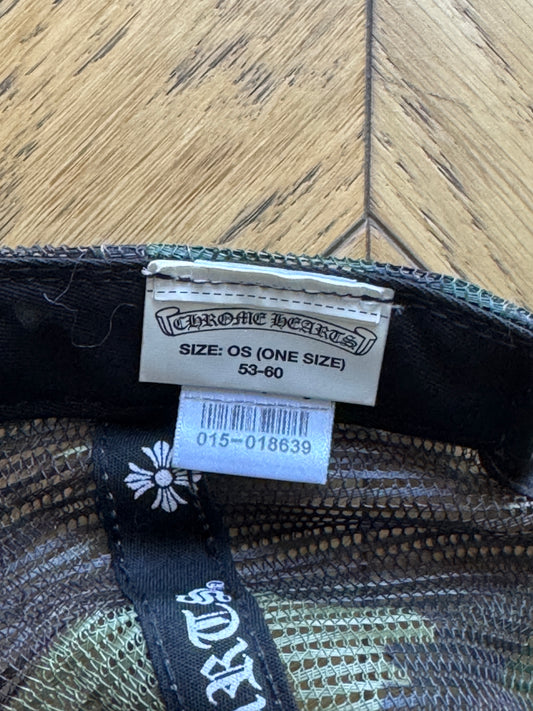 CHROME HEARTS
SIZE: OS (ONE SIZE)
53-60
015-018639